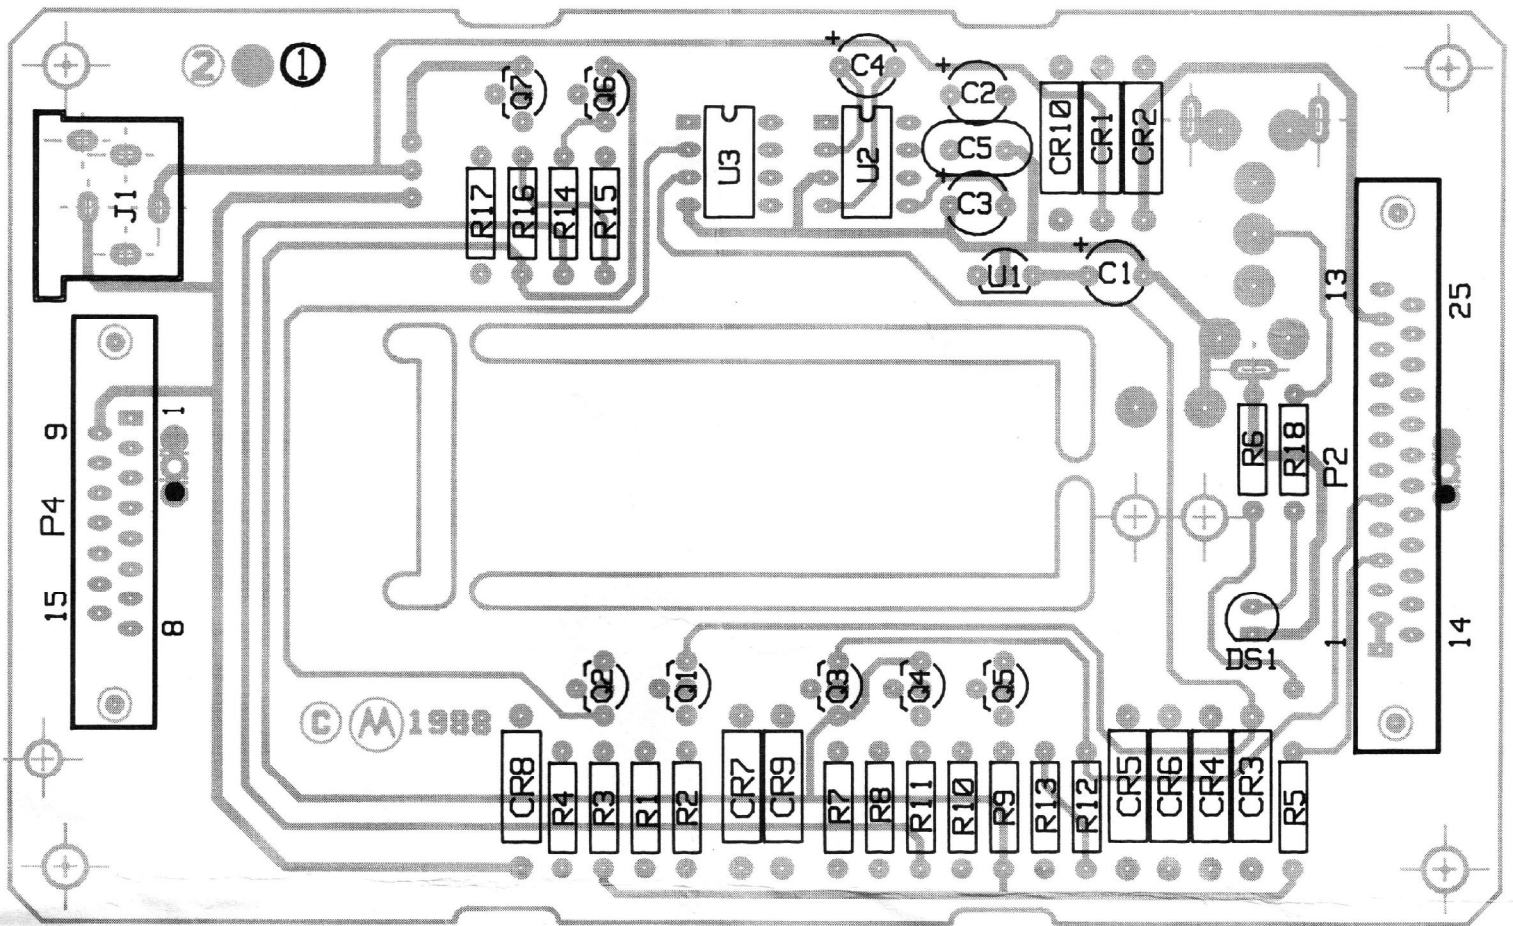 2 1
+ C4
+ C2
Q7 Q6
CR10 CR1 CR2
U3 U2
C5
J1
R17 R16 R14 R15
+ C3
+ U1 C1
13
25
1
9
R6 R18
P2
P4
15
8
1
14
DS1
Q2 Q1 Q3 Q4 Q5
© M 1988
CR8 R4 R3 R1 R2 CR7 CR9 R7 R8 R11 R10 R9 R13 R12 CR5 CR6 CR4 CR3 R5